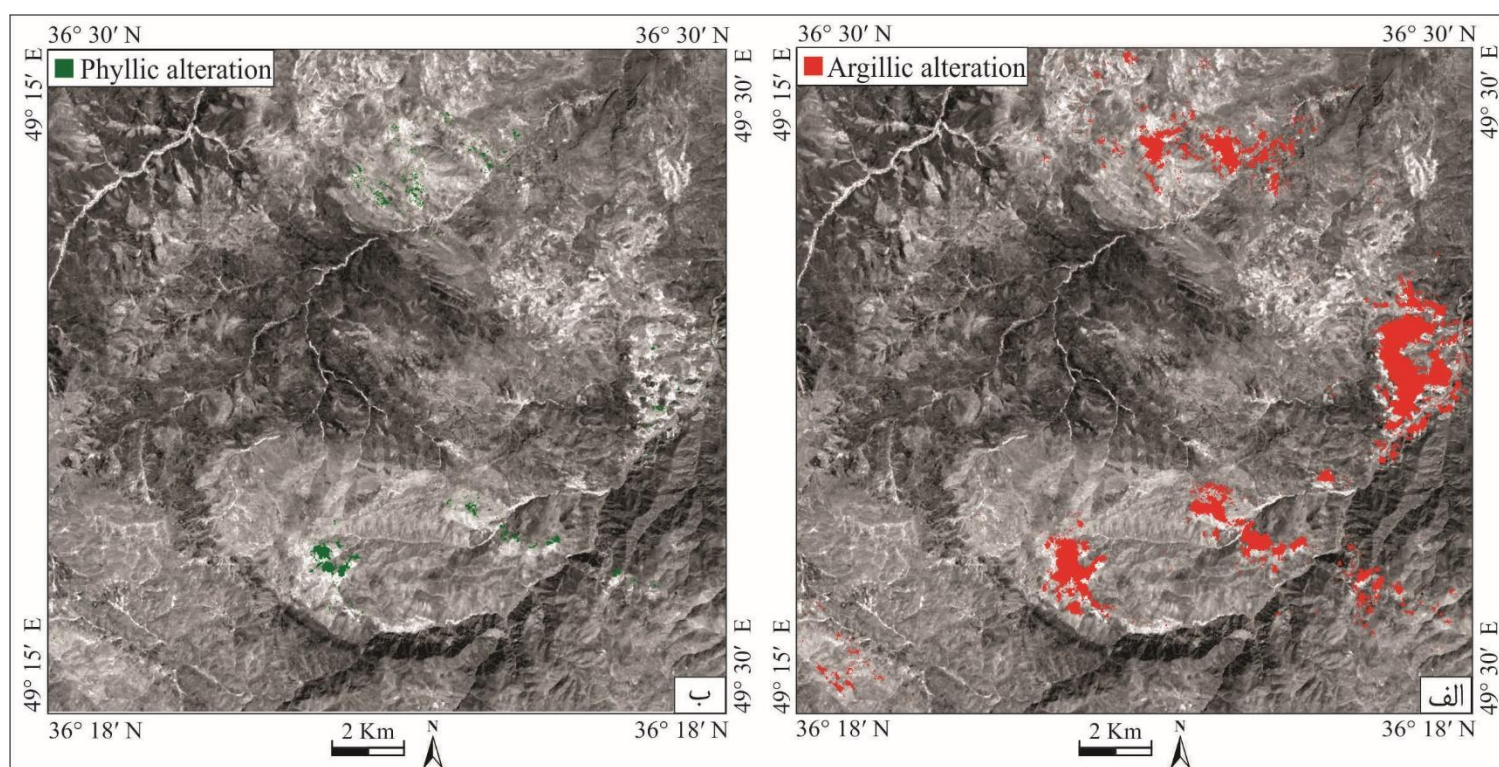 36° 30′ N
36° 30′ N
Phyllic alteration
49° 15′ E
49° 30′ E
49° 15′ E
49° 30′ E
ب
36° 18′ N
36° 18′ N
2 Km
N
36° 30′ N
36° 30′ N
Argillic alteration
49° 15′ E
49° 30′ E
49° 15′ E
49° 30′ E
الف
36° 18′ N
36° 18′ N
2 Km
N